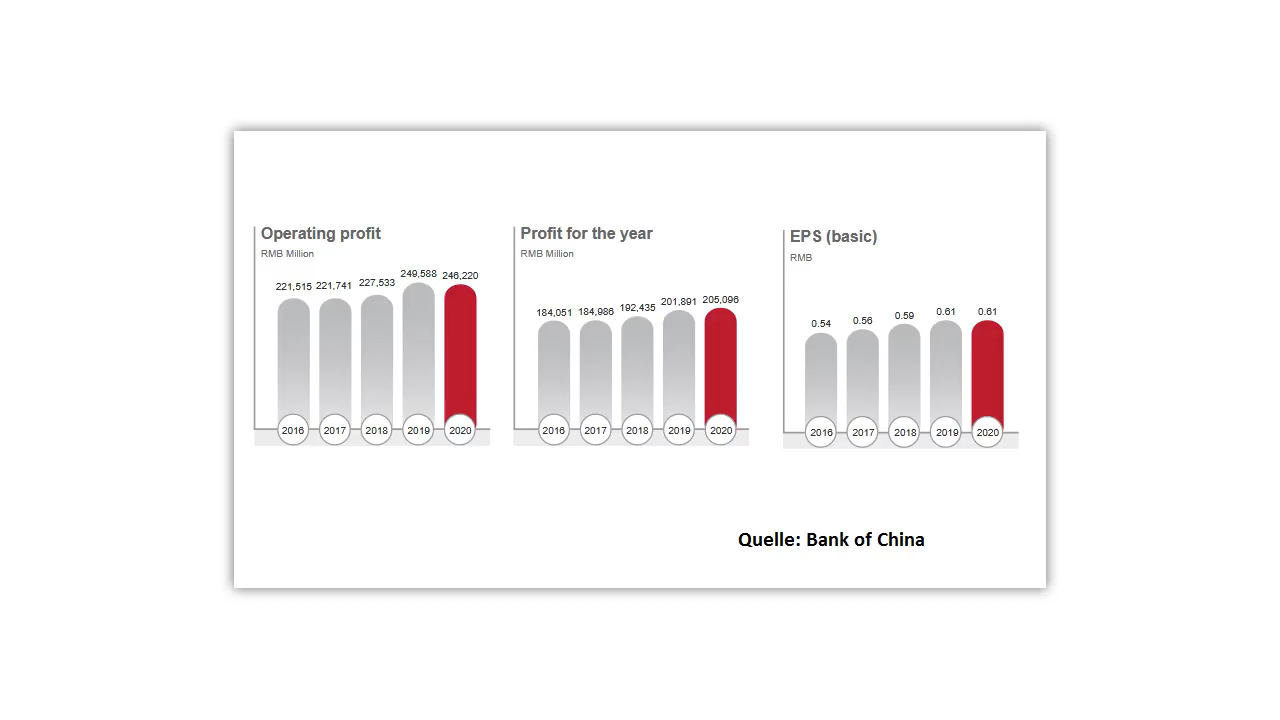 Operating profit
RMB Million
221,515 221,741 227,533 249,588 246,220
2016 2017 2018 2019 2020
Profit for the year
RMB Million
184,051 184,986 192,435 201,891 205,096
2016 2017 2018 2019 2020
EPS (basic)
RMB
0.54 0.56 0.59 0.61 0.61
2016 2017 2018 2019 2020
Quelle: Bank of China